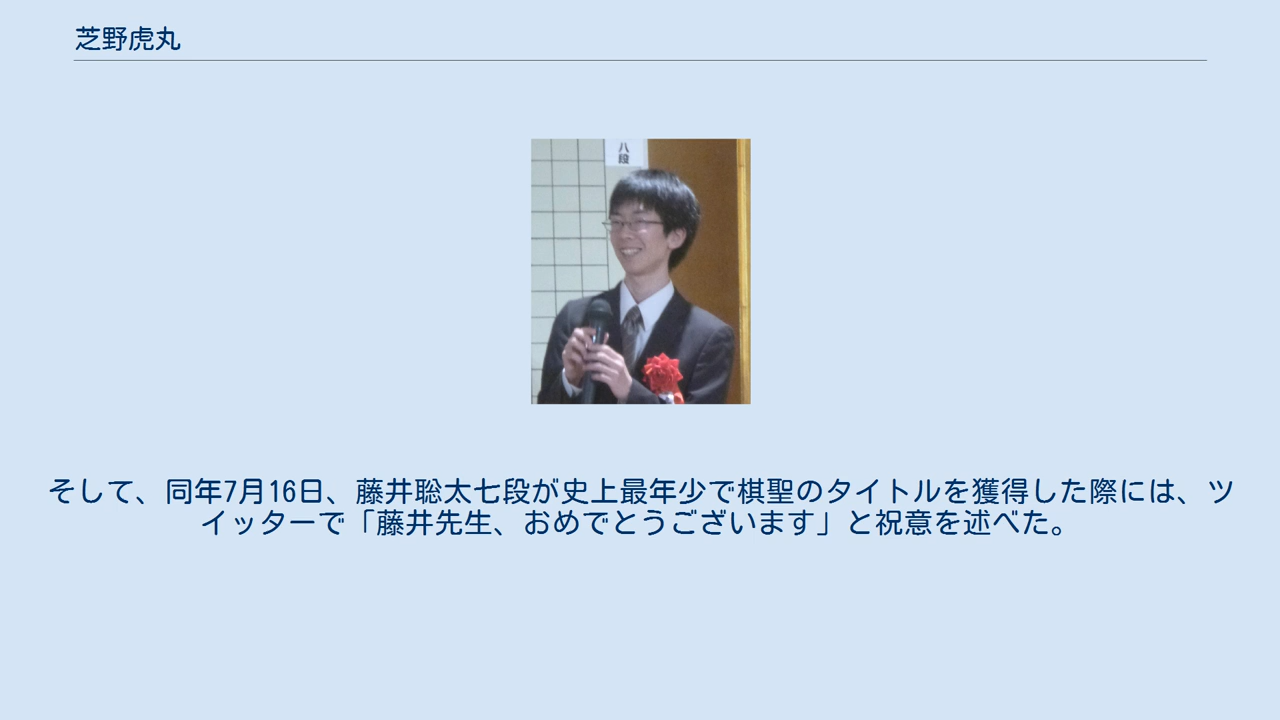 芝野虎丸
八段
そして、同年7月16日、藤井聡太七段が史上最年少で棋聖のタイトルを獲得した際には、ツ
イッターで「藤井先生、おめでとうございます」と祝意を述べた。